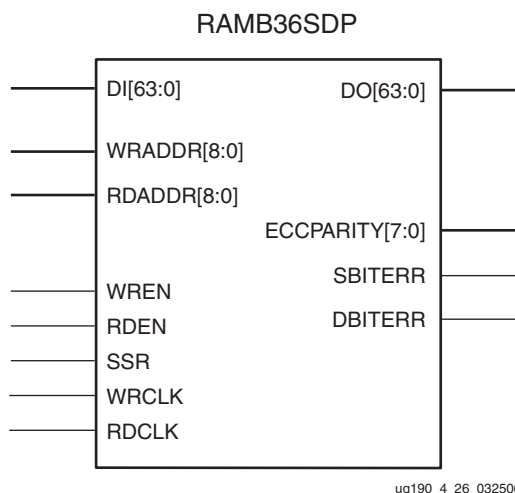 RAMB36SDP
DI[63:0]
DO[63:0]
WRADDR[8:0]
RDADDR[8:0]
ECCPARITY[7:0]
SBITERR
WREN
DBITERR
RDEN
SSR
WRCLK
RDCLK
ug190_4_26_032506